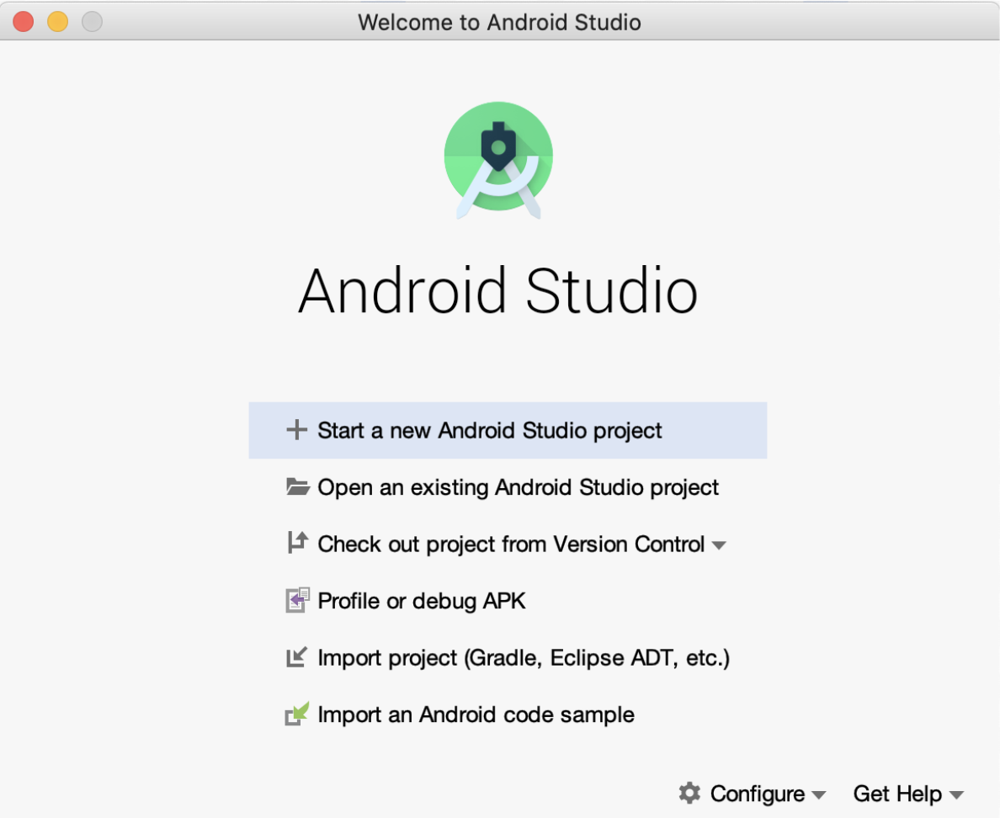 Welcome to Android Studio
Android Studio
Start a new Android Studio project
Open an existing Android Studio project
Check out project from Version Control
Profile or debug APK
Import project (Gradle, Eclipse ADT, etc.)
Import an Android code sample
Configure Get Help